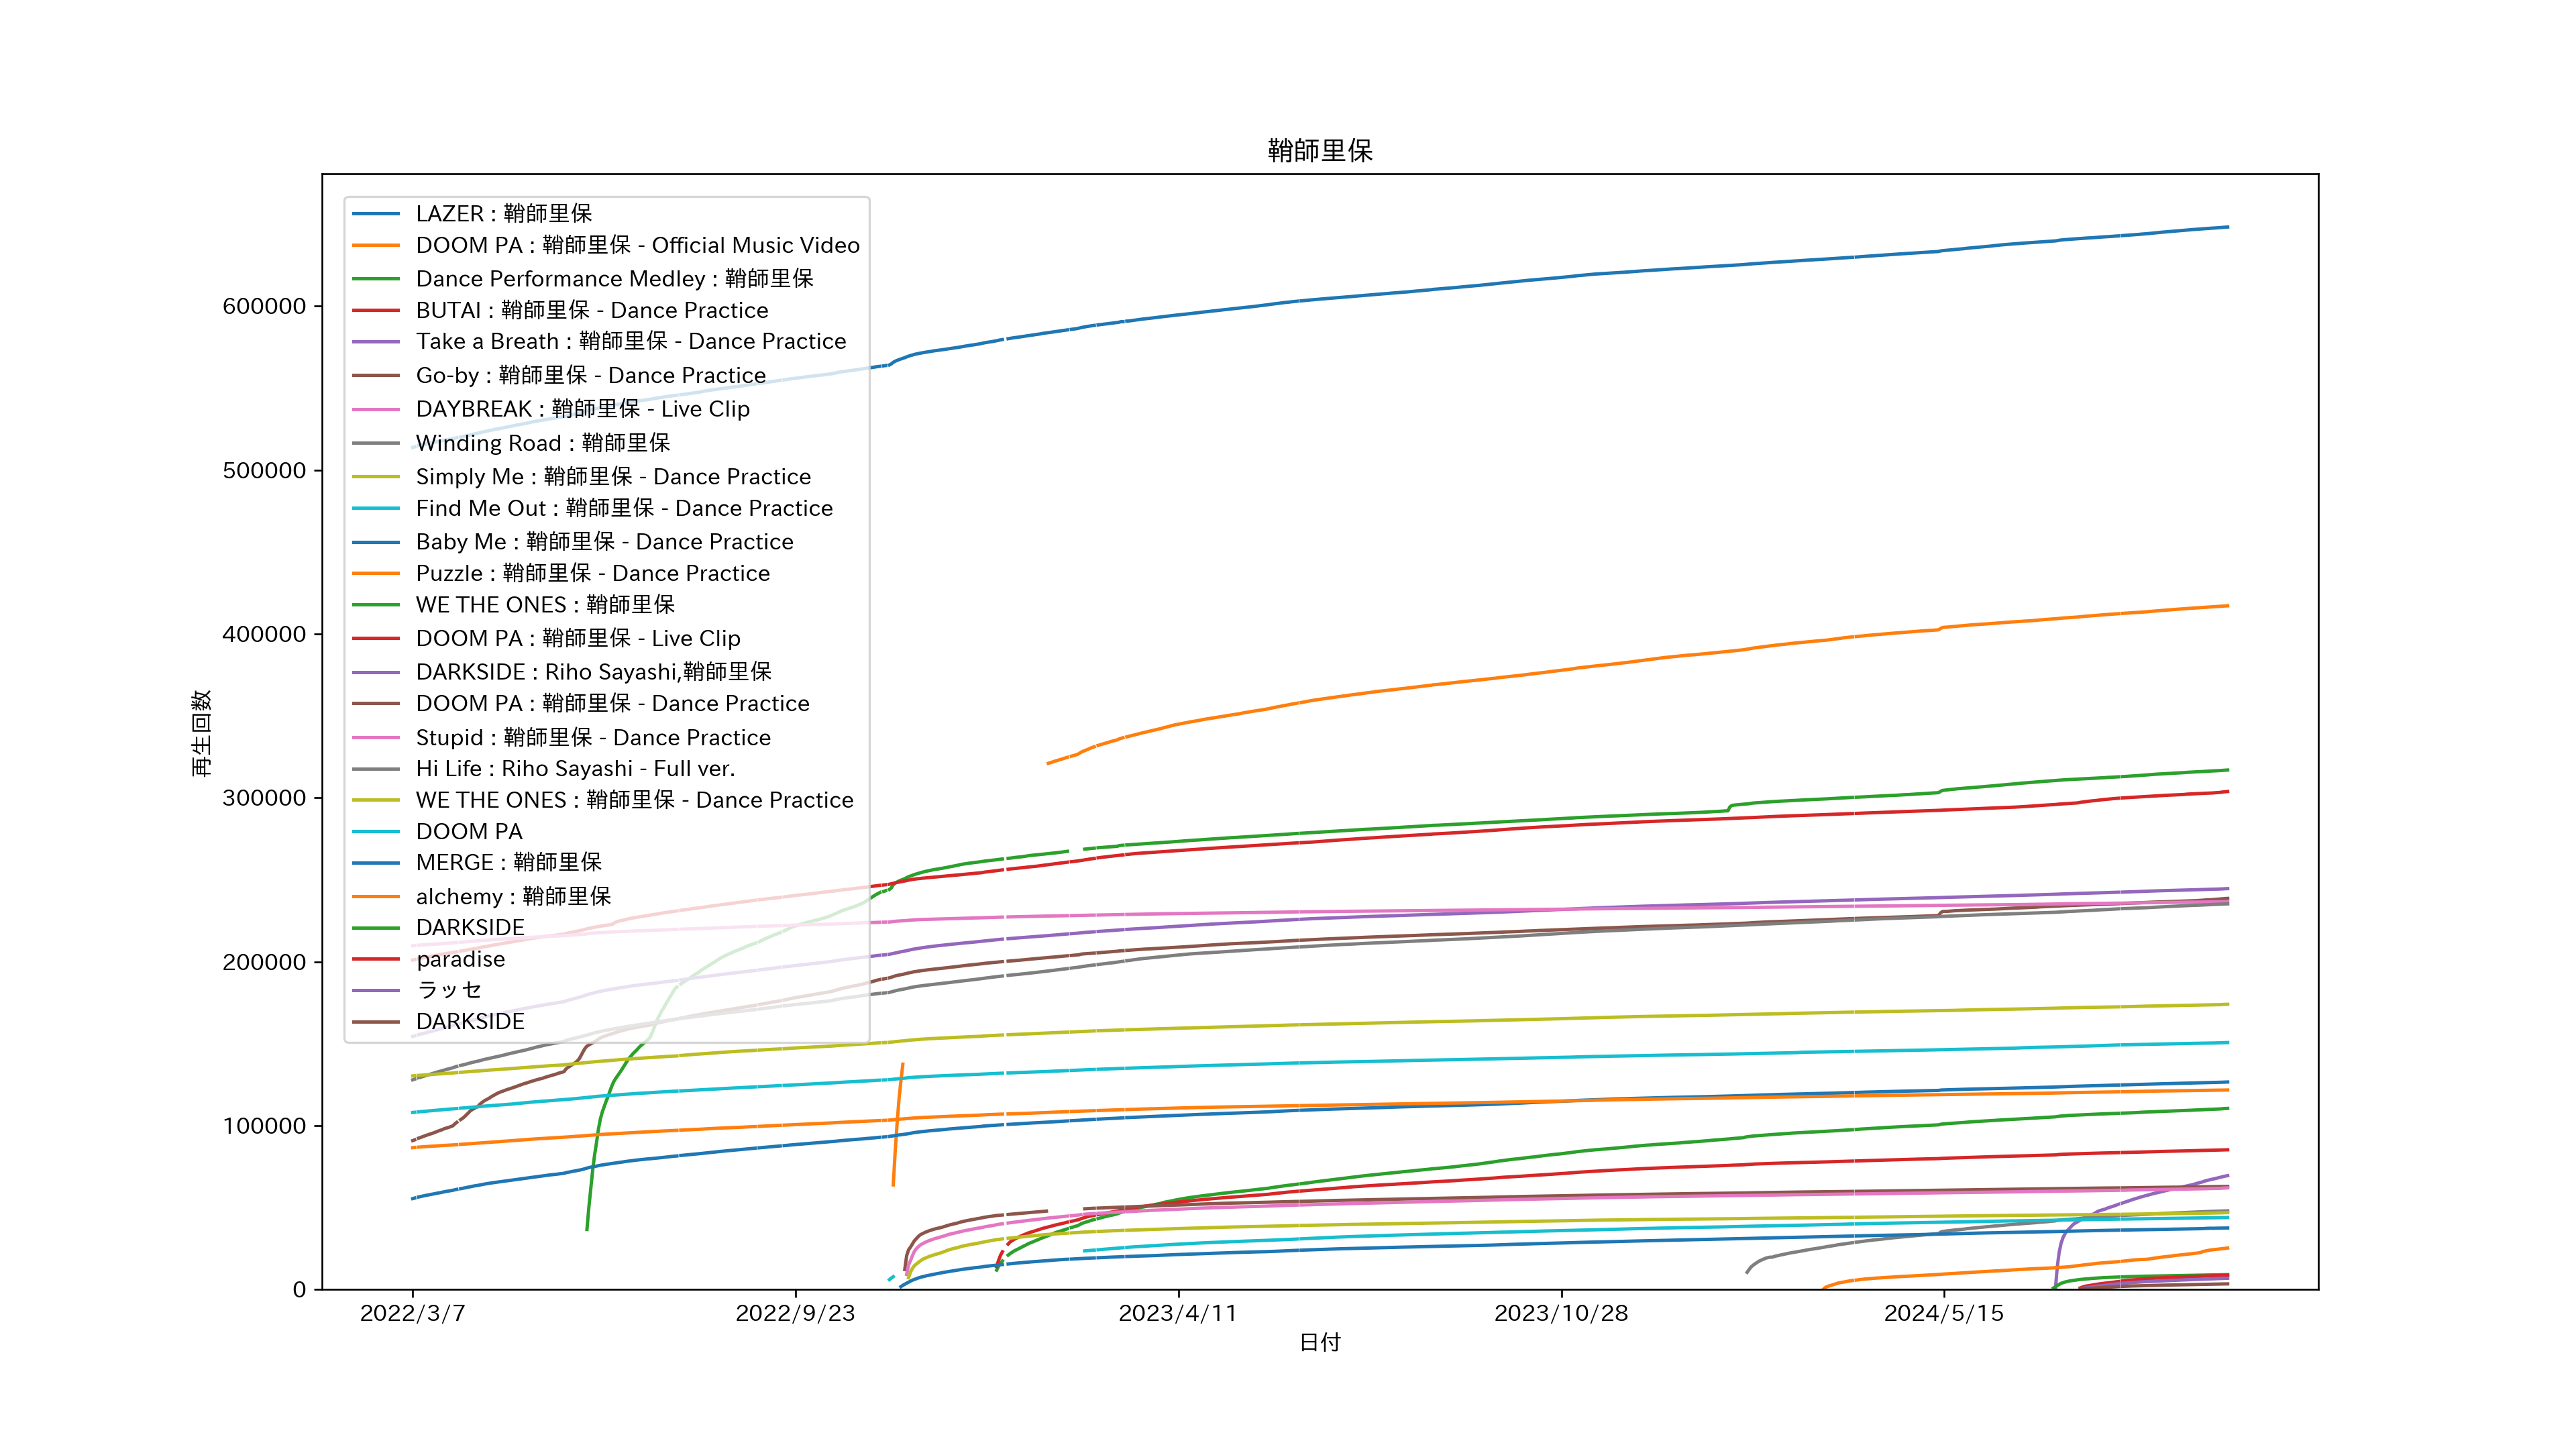 鞘師里保
LAZER : 鞘師里保
DOOM PA : 鞘師里保 - Official Music Video
Dance Performance Medley : 鞘師里保
BUTAI : 鞘師里保 - Dance Practice
Take a Breath : 鞘師里保 - Dance Practice
Go-by : 鞘師里保 - Dance Practice
DAYBREAK : 鞘師里保 - Live Clip
Winding Road : 鞘師里保
Simply Me : 鞘師里保 - Dance Practice
Find Me Out : 鞘師里保 - Dance Practice
Baby Me : 鞘師里保 - Dance Practice
Puzzle : 鞘師里保 - Dance Practice
WE THE ONES : 鞘師里保
DOOM PA : 鞘師里保 - Live Clip
DARKSIDE : Riho Sayashi,鞘師里保
DOOM PA : 鞘師里保 - Dance Practice
Stupid : 鞘師里保 - Dance Practice
Hi Life : Riho Sayashi - Full ver.
WE THE ONES : 鞘師里保 - Dance Practice
DOOM PA
MERGE : 鞘師里保
alchemy : 鞘師里保
DARKSIDE
paradise
ラッセ
DARKSIDE
再生回数
600000
500000
400000
300000
200000
100000
0
2022/3/7
2022/9/23
2023/4/11
2023/10/28
2024/5/15
日付